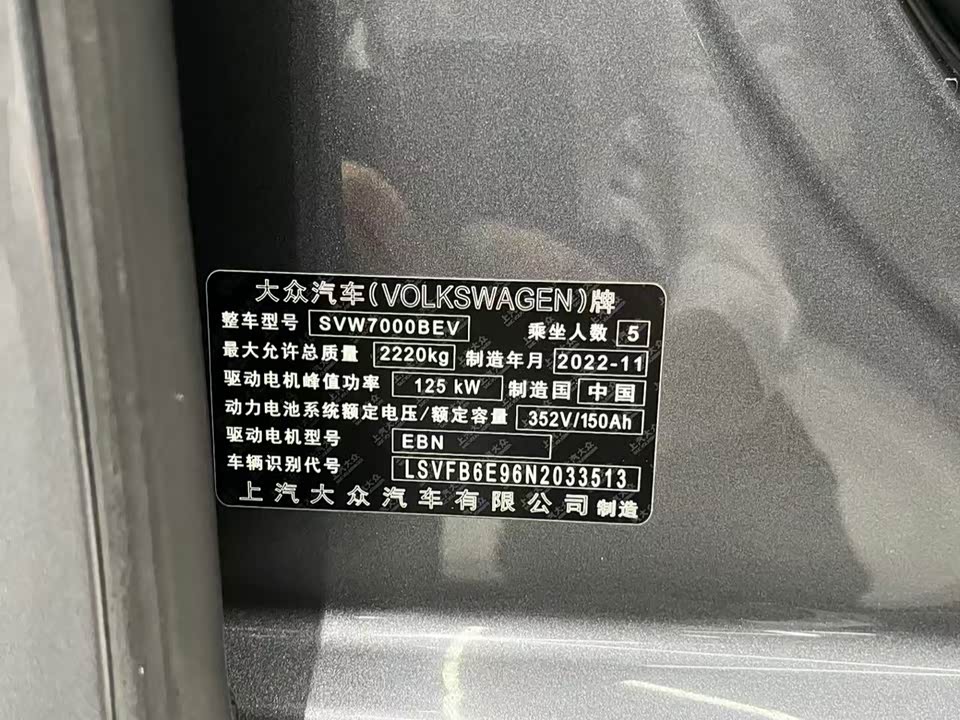 大众汽车(VOLKSWAGEN)牌
整车型号 SVW7000BEV 乘坐人数 5
最大允许总质量 2220kg 制造年月 2022-11
驱动电机峰值功率 125 kW 制造国 中国
动力电池系统额定电压/额定容量 352V/150Ah
驱动电机型号 EBN
车辆识别代号 LSVFB6E96N2033513
上汽大众汽车有限公司 制造